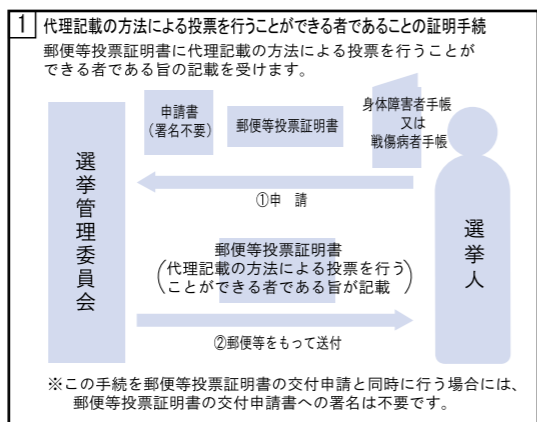 1 代理記載の方法による投票を行うことができる者であることの証明手続
郵便等投票証明書に代理記載の方法による投票を行うことが
できる者である旨の記載を受けます。
申請書
(署名不要)
郵便等投票証明書
身体障害者手帳
又は
戦傷病者手帳
選挙管理委員会
①申 請
選挙人
郵便等投票証明書
(代理記載の方法による投票を行う
ことができる者である旨が記載)
②郵便等をもって送付
※この手続を郵便等投票証明書の交付申請と同時に行う場合には、
郵便等投票証明書の交付申請書への署名は不要です。